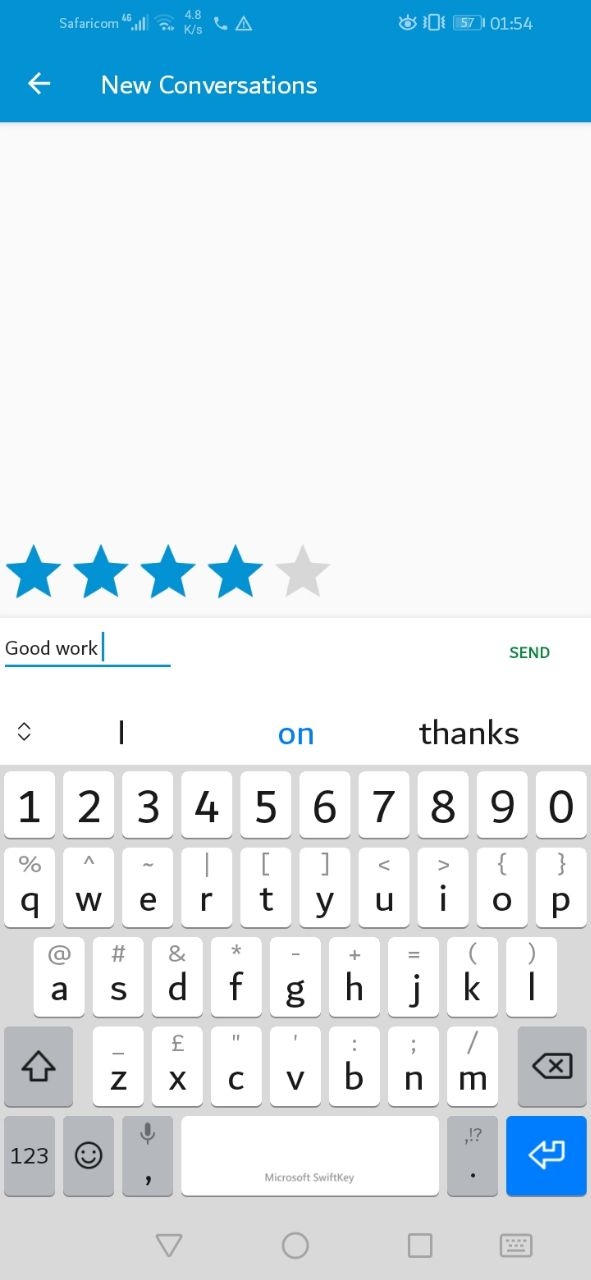 Safaricom 4G 4.8 K/s 57 01:54
New Conversations
Good work
SEND
I on thanks
1 2 3 4 5 6 7 8 9 0
% ^ ~ | [ ] < > { }
q w e r t y u i o p
@ # & * - + = ( )
a s d f g h j k l
_ £ " ' : ; /
z x c v b n m
,!?
123 , Microsoft SwiftKey .